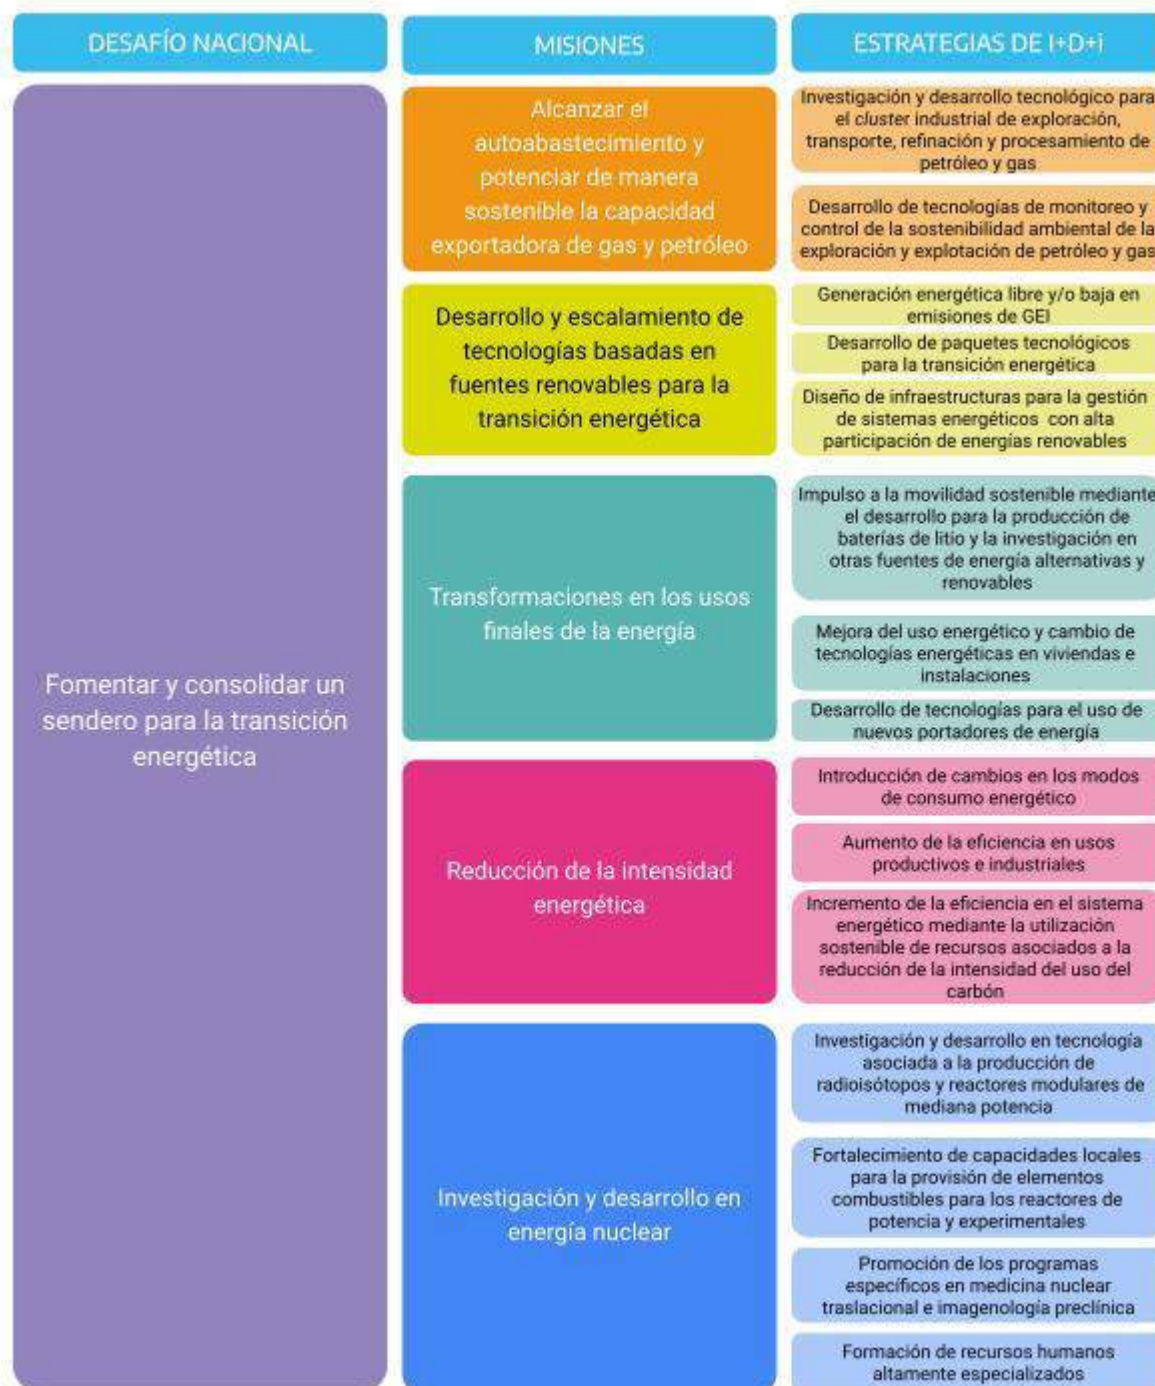 DESAFÍO NACIONAL
MISIONES
ESTRATEGIAS DE I+D+i
Fomentar y consolidar un
sendero para la transición
energética
Alcanzar el
autoabastecimiento y
potenciar de manera
sostenible la capacidad
exportadora de gas y petróleo
Investigación y desarrollo tecnológico para
el cluster industrial de exploración,
transporte, refinación y procesamiento de
petróleo y gas
Desarrollo de tecnologías de monitoreo y
control de la sostenibilidad ambiental de la
exploración y explotación de petróleo y gas
Desarrollo y escalamiento de
tecnologías basadas en
fuentes renovables para la
transición energética
Generación energética libre y/o baja en
emisiones de GEI
Desarrollo de paquetes tecnológicos
para la transición energética
Diseño de infraestructuras para la gestión
de sistemas energéticos con alta
participación de energías renovables
Transformaciones en los usos
finales de la energía
Impulso a la movilidad sostenible mediante
el desarrollo para la producción de
baterías de litio y la investigación en
otras fuentes de energía alternativas y
renovables
Mejora del uso energético y cambio de
tecnologías energéticas en viviendas e
instalaciones
Desarrollo de tecnologías para el uso de
nuevos portadores de energía
Reducción de la intensidad
energética
Introducción de cambios en los modos
de consumo energético
Aumento de la eficiencia en usos
productivos e industriales
Incremento de la eficiencia en el sistema
energético mediante la utilización
sostenible de recursos asociados a la
reducción de la intensidad del uso del
carbón
Investigación y desarrollo en
energía nuclear
Investigación y desarrollo en tecnología
asociada a la producción de
radioisótopos y reactores modulares de
mediana potencia
Fortalecimiento de capacidades locales
para la provisión de elementos
combustibles para los reactores de
potencia y experimentales
Promoción de los programas
específicos en medicina nuclear
traslacional e imagenología preclínica
Formación de recursos humanos
altamente especializados